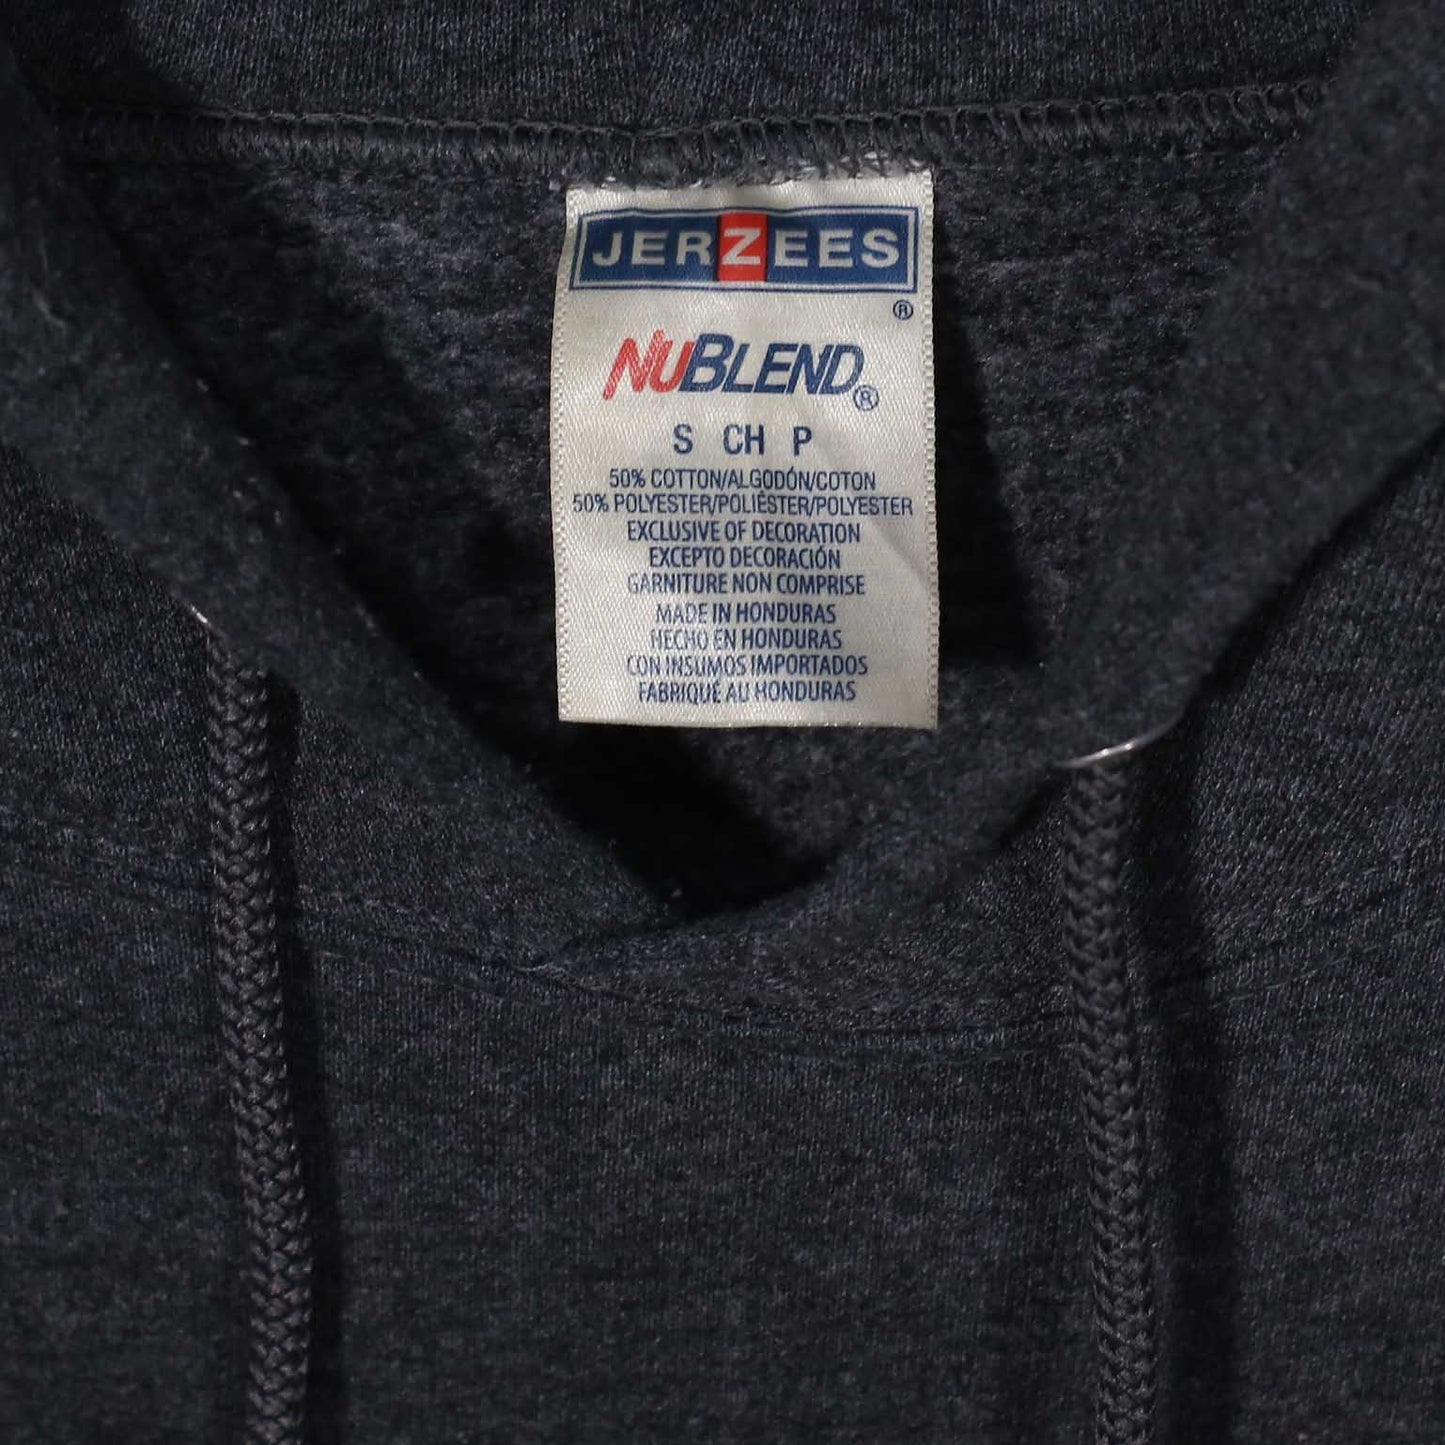 JERZEES
®
NUBLEND®
S CH P
50% COTTON/ALGODÓN/COTON
50% POLYESTER/POLIÉSTER/POLYESTER
EXCLUSIVE OF DECORATION
EXCEPTO DECORACIÓN
GARNITURE NON COMPRISE
MADE IN HONDURAS
HECHO EN HONDURAS
CON INSUMOS IMPORTADOS
FABRIQUÉ AU HONDURAS